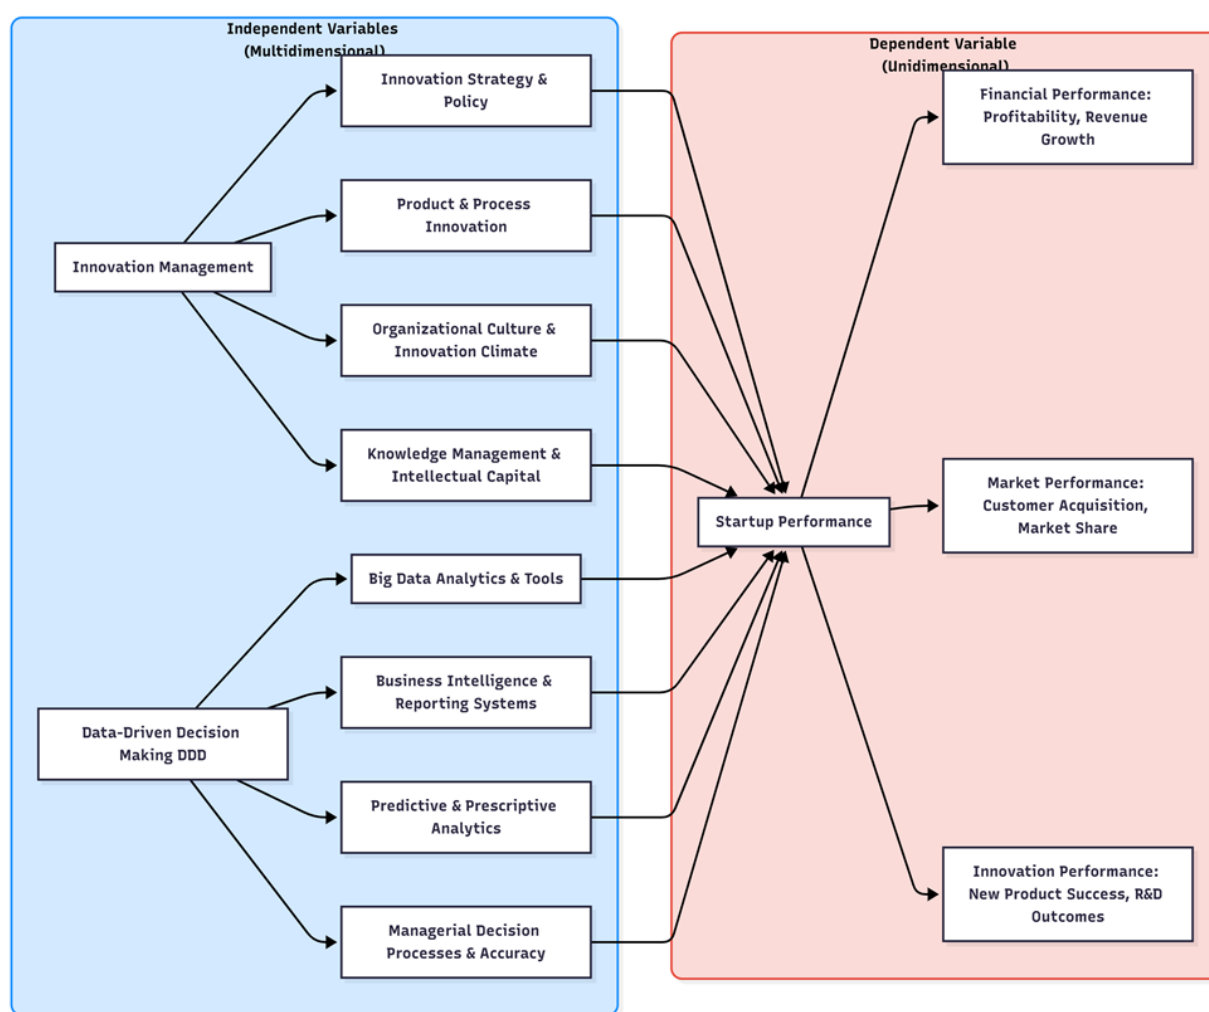 Independent Variables
(Multidimensional)
Innovation Strategy &
Policy
Product & Process
Innovation
Innovation Management
Organizational Culture &
Innovation Climate
Knowledge Management &
Intellectual Capital
Big Data Analytics & Tools
Business Intelligence &
Reporting Systems
Data-Driven Decision
Making DDD
Predictive & Prescriptive
Analytics
Managerial Decision
Processes & Accuracy
Dependent Variable
(Unidimensional)
Financial Performance:
Profitability, Revenue
Growth
Startup Performance
Market Performance:
Customer Acquisition,
Market Share
Innovation Performance:
New Product Success, R&D
Outcomes